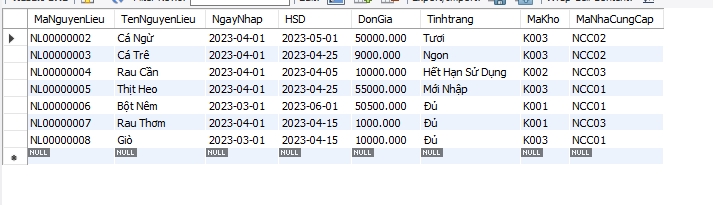 MaNguyenLieu TenNguyenLieu NgayNhap HSD DonGia Tinhtrang MaKho MaNhaCungCap
NL00000002 Cá Ngừ 2023-04-01 2023-05-01 50000.000 Tươi K003 NCC02
NL00000003 Cá Trê 2023-04-01 2023-04-25 9000.000 Ngon K003 NCC02
NL00000004 Rau Cần 2023-04-01 2023-04-05 10000.000 Hết Hạn Sử Dụng K002 NCC03
NL00000005 Thịt Heo 2023-04-01 2023-04-25 55000.000 Mới Nhập K003 NCC01
NL00000006 Bột Nêm 2023-03-01 2023-06-01 50500.000 Đủ K001 NCC01
NL00000007 Rau Thơm 2023-04-01 2023-04-15 1000.000 Đủ K001 NCC03
NL00000008 Giò 2023-03-01 2023-04-15 10000.000 Đủ K003 NCC01
NULL NULL NULL NULL NULL NULL NULL NULL